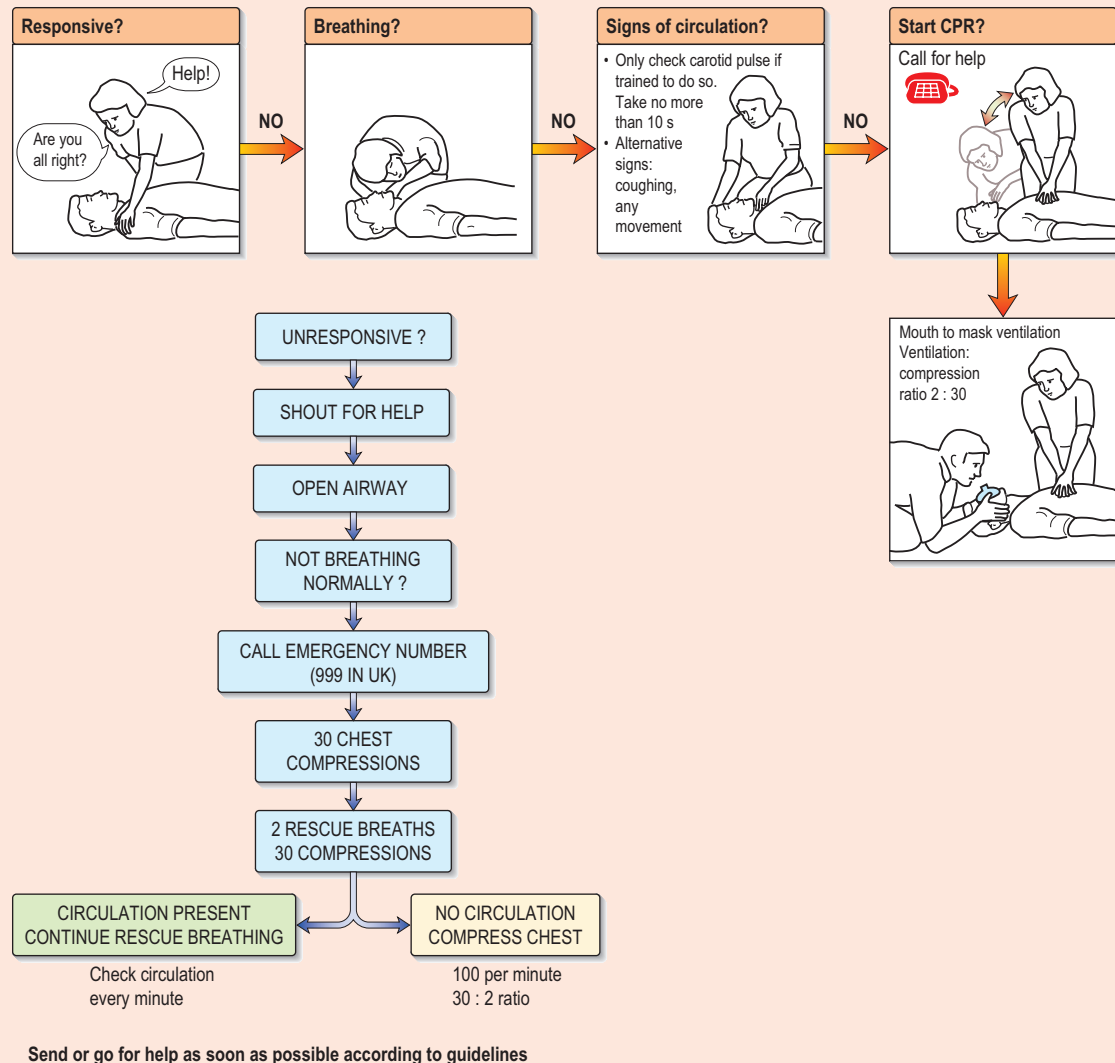 Responsive?
Help!
Are you
all right?
NO
Breathing?
NO
Signs of circulation?
• Only check carotid pulse if
trained to do so.
Take no more
than 10 s
• Alternative
signs:
coughing,
any
movement
NO
Start CPR?
Call for help
Mouth to mask ventilation
Ventilation:
compression
ratio 2 : 30
UNRESPONSIVE ?
SHOUT FOR HELP
OPEN AIRWAY
NOT BREATHING
NORMALLY ?
CALL EMERGENCY NUMBER
(999 IN UK)
30 CHEST
COMPRESSIONS
2 RESCUE BREATHS
30 COMPRESSIONS
CIRCULATION PRESENT
CONTINUE RESCUE BREATHING
Check circulation
every minute
NO CIRCULATION
COMPRESS CHEST
100 per minute
30 : 2 ratio
Send or go for help as soon as possible according to guidelines